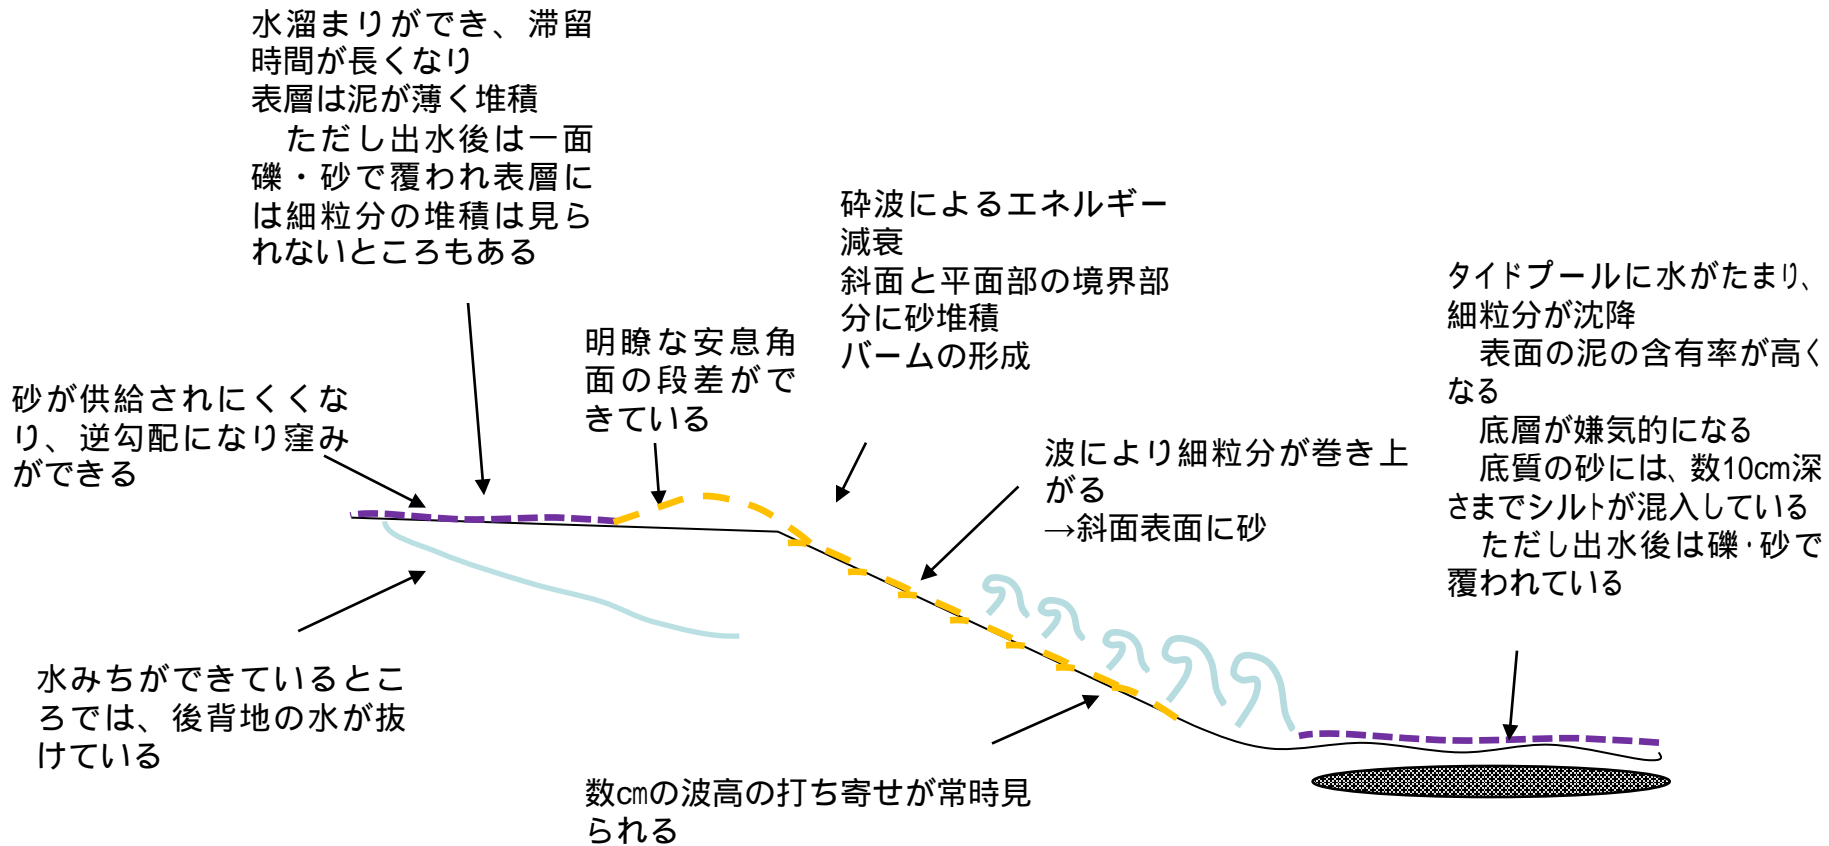 水溜まりができ、滞留
時間が長くなり
表層は泥が薄く堆積
　ただし出水後は一面
礫・砂で覆われ表層に
は細粒分の堆積は見ら
れないところもある
砕波によるエネルギー
減衰
斜面と平面部の境界部
分に砂堆積
バームの形成
タイドプールに水がたまり、
細粒分が沈降
　表面の泥の含有率が高く
なる
　底層が嫌気的になる
　底質の砂には、数10cm深
さまでシルトが混入している
　ただし出水後は礫・砂で
覆われている
明瞭な安息角
面の段差がで
きている
砂が供給されにくくな
り、逆勾配になり窪み
ができる
波により細粒分が巻き上
がる
→斜面表面に砂
水みちができているとこ
ろでは、後背地の水が抜
けている
数cmの波高の打ち寄せが常時見
られる